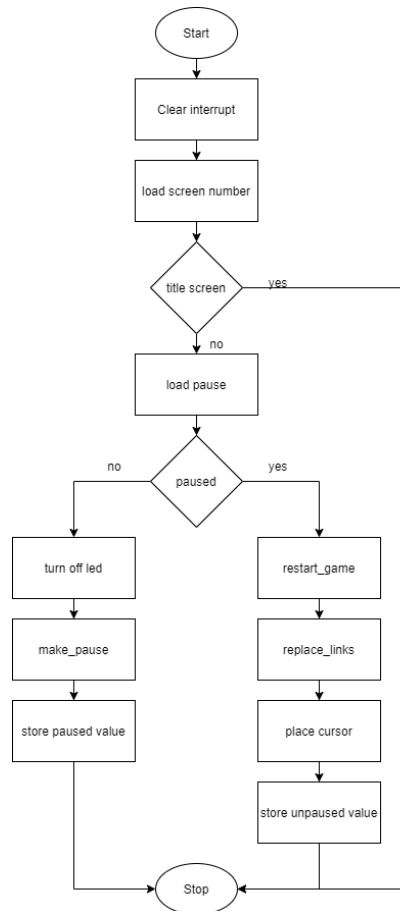 Start
Clear interrupt
load screen number
title screen
yes
no
load pause
no
paused
yes
turn off led
restart_game
make_pause
replace_links
store paused value
place cursor
store unpaused value
Stop